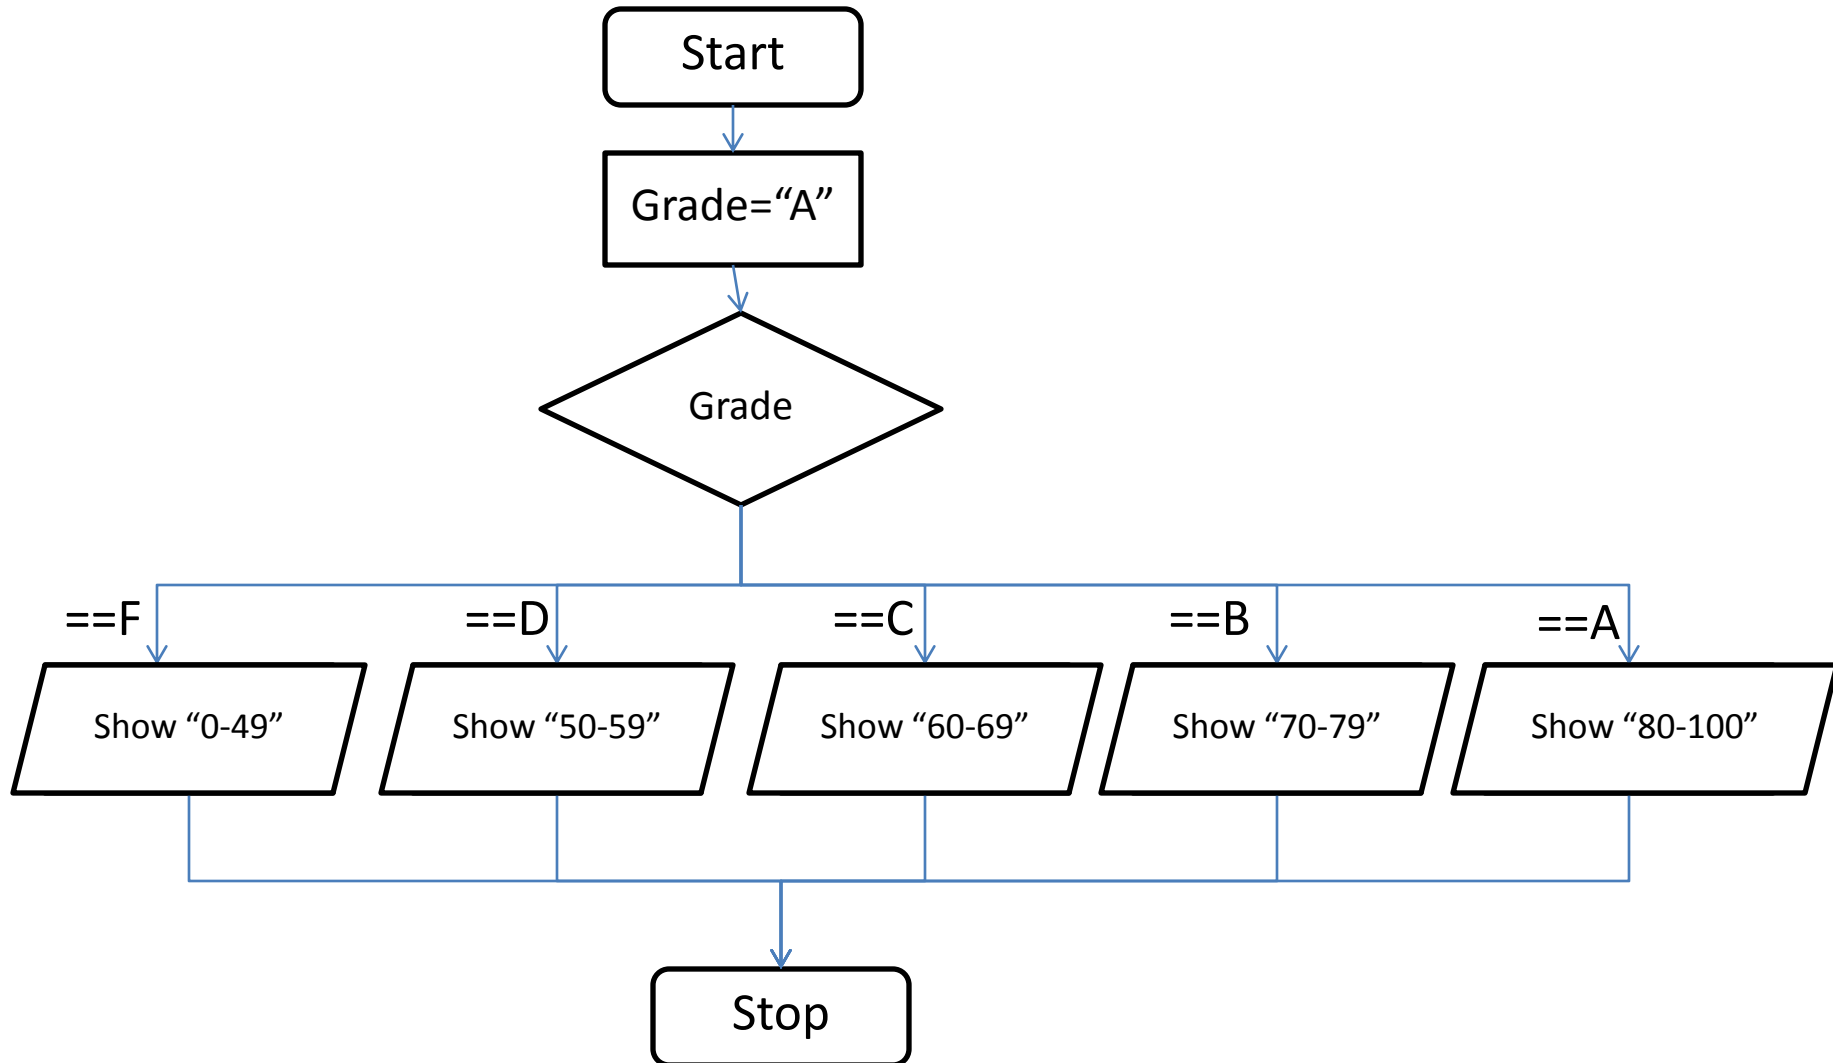 Start
Grade=“A”
Grade
==F
==D
==C
==B
==A
Show “0-49”
Show “50-59”
Show “60-69”
Show “70-79”
Show “80-100”
Stop